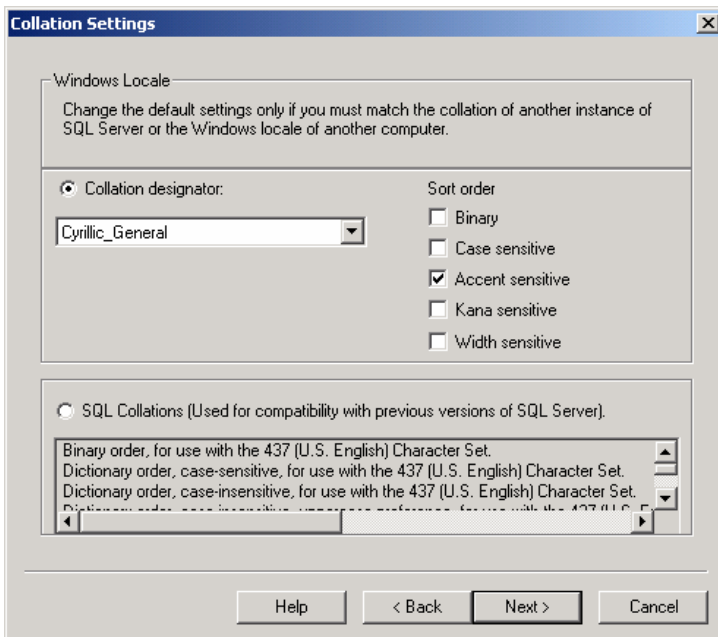 Collation Settings
Windows Locale
Change the default settings only if you must match the collation of another instance of
SQL Server or the Windows locale of another computer.
Collation designator:
Cyrillic_General
Sort order
Binary
Case sensitive
Accent sensitive
Kana sensitive
Width sensitive
SQL Collations (Used for compatibility with previous versions of SQL Server).
Binary order, for use with the 437 (U.S. English) Character Set.
Dictionary order, case-sensitive, for use with the 437 (U.S. English) Character Set.
Dictionary order, case-insensitive, for use with the 437 (U.S. English) Character Set.
Help
< Back
Next >
Cancel